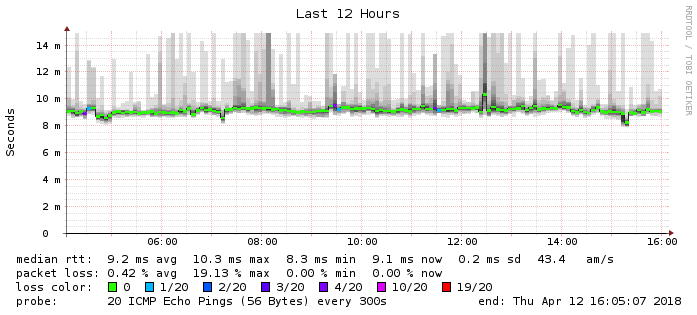 Last 12 Hours
RRDTOOL / TOBI OETIKER
Seconds
14 m
12 m
10 m
8 m
6 m
4 m
2 m
0
06:00 08:00 10:00 12:00 14:00 16:00
median rtt: 9.2 ms avg 10.3 ms max 8.3 ms min 9.1 ms now 0.2 ms sd 43.4 am/s
packet loss: 0.42 % avg 19.13 % max 0.00 % min 0.00 % now
loss color: 0 1/20 2/20 3/20 4/20 10/20 19/20
probe: 20 ICMP Echo Pings (56 Bytes) every 300s end: Thu Apr 12 16:05:07 2018